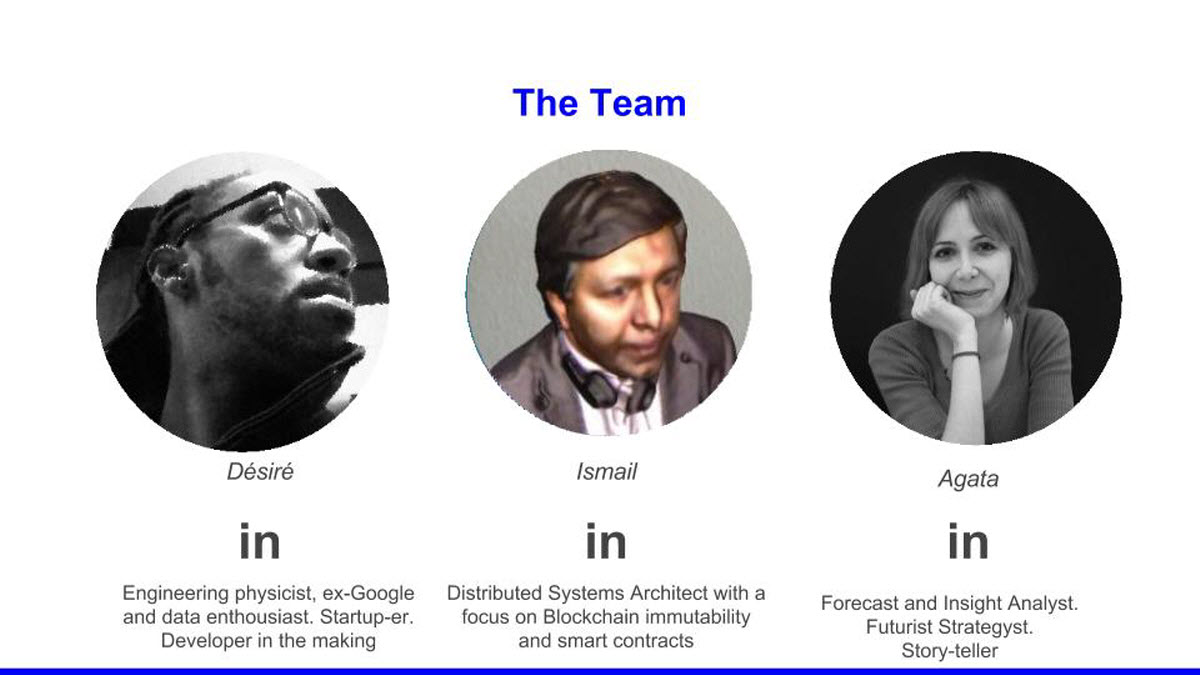 The Team
Désiré
Ismail
Agata
in
in
in
Engineering physicist, ex-Google
and data enthousiast. Startup-er.
Developer in the making
Distributed Systems Architect with a
focus on Blockchain immutability
and smart contracts
Forecast and Insight Analyst.
Futurist Strategyst.
Story-teller